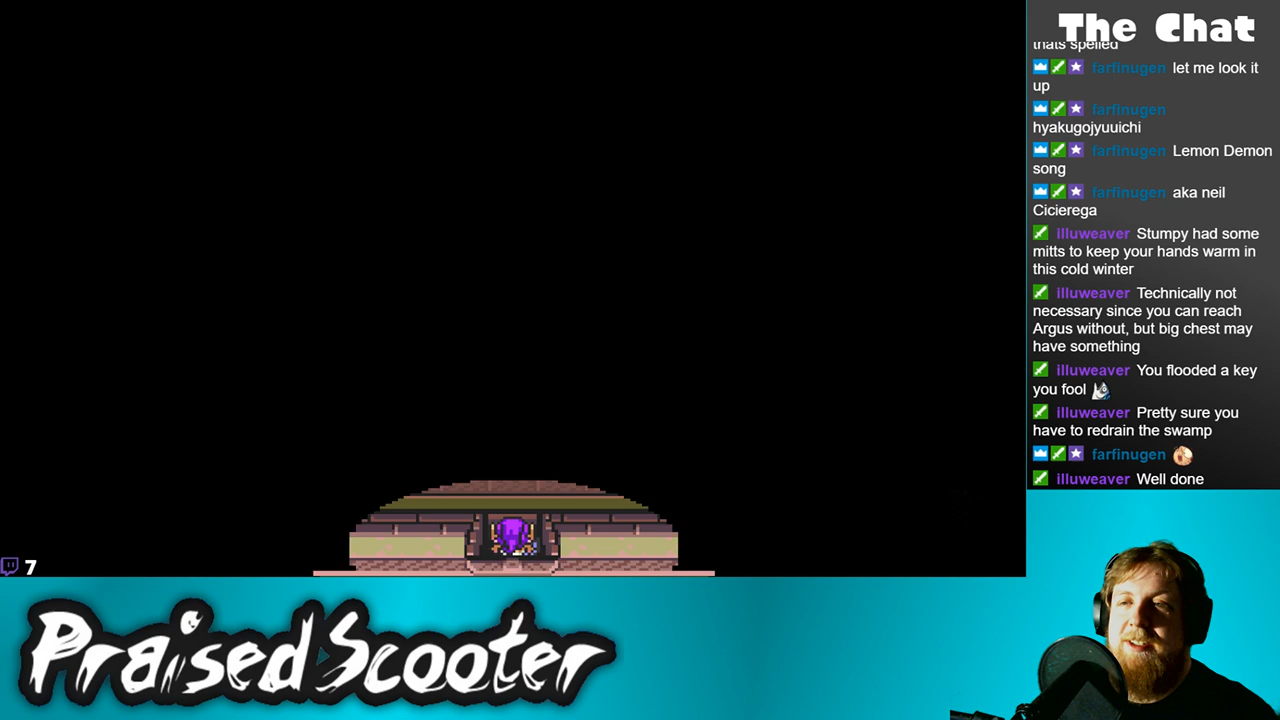 The Chat
thats spelled
farfinugen let me look it
up
farfinugen
hyakugojyuuichi
farfinugen Lemon Demon
song
farfinugen aka neil
Cicierega
illuweaver Stumpy had some
mitts to keep your hands warm in
this cold winter
illuweaver Technically not
necessary since you can reach
Argus without, but big chest may
have something
illuweaver You flooded a key
you fool
illuweaver Pretty sure you
have to redrain the swamp
farfinugen
illuweaver Well done
7
PraisedScooter